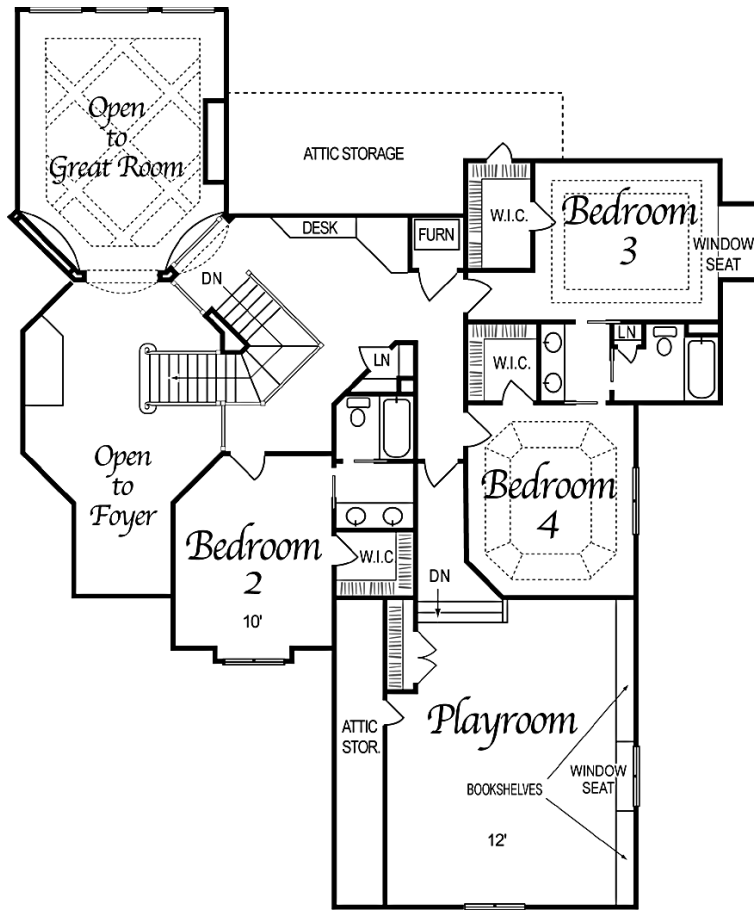 Open
to
Great Room
ATTIC STORAGE
DESK
FURN
W.I.C.
Bedroom
3
WINDOW
SEAT
DN
LN
W.I.C.
LN
Open
to
Foyer
Bedroom
4
Bedroom
2
10'
W.I.C
DN
ATTIC
STOR.
Playroom
WINDOW
SEAT
BOOKSHELVES
12'